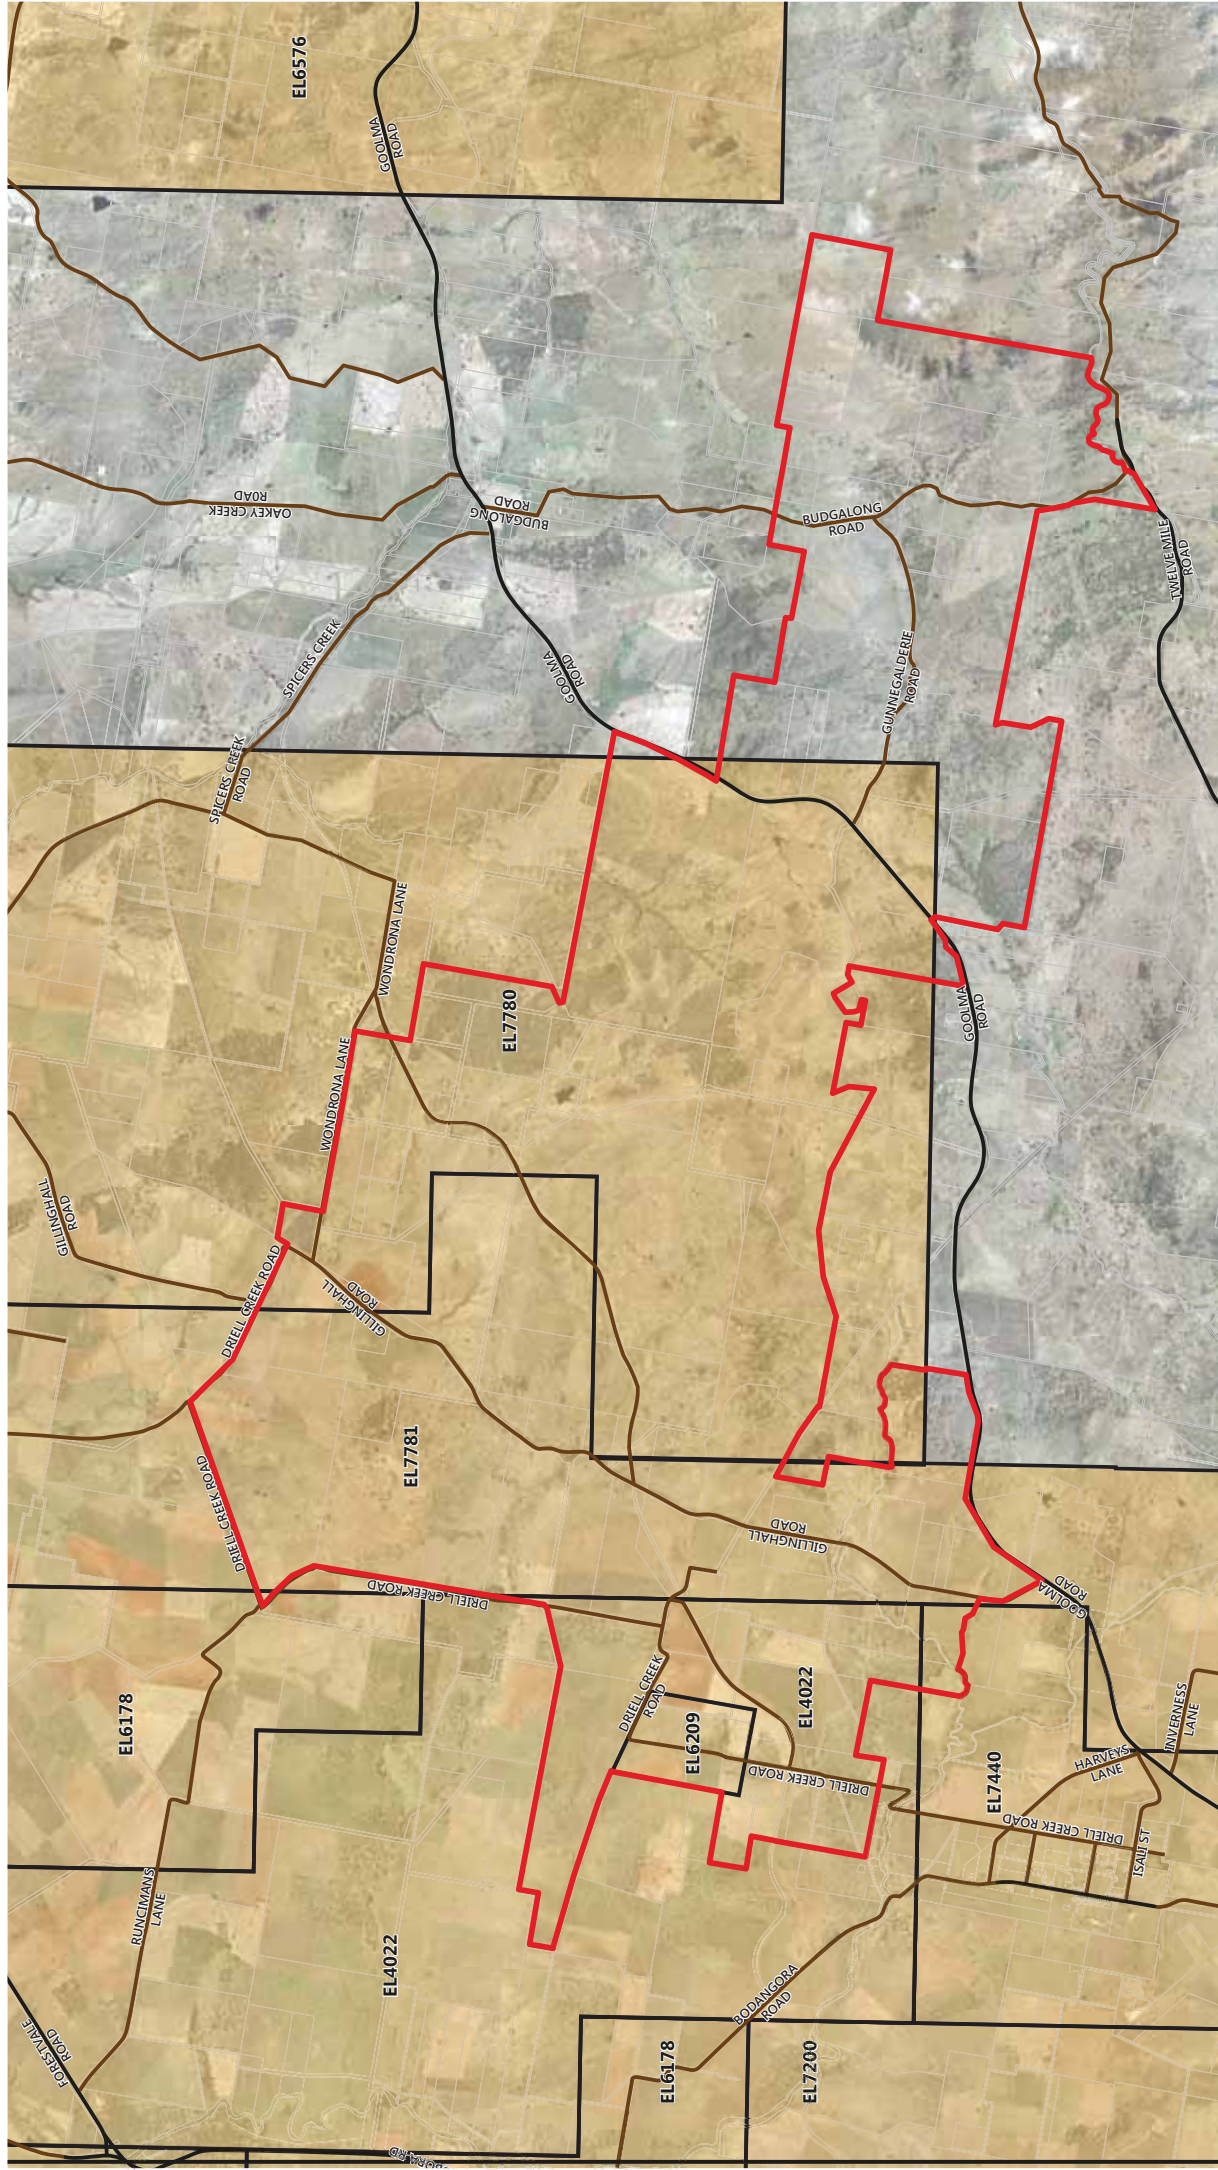 EL6576
GOOLMA
ROAD
OAKEY CREEK
ROAD
BUDGALONG
ROAD
BUDGALONG
ROAD
TWELVE MILE
ROAD
SPICERS CREEK
GOOLMA
ROAD
GUNNEGALDERIE
ROAD
SPICERS CREEK
ROAD
WONDRONA LANE
EL7780
GOOLMA
ROAD
WONDRONA LANE
GILLINGHALL
ROAD
DRIELL CREEK ROAD
GILLINGHALL
ROAD
EL7781
DRIELL CREEK ROAD
GILLINGHALL
ROAD
DRIELL CREEK ROAD
GOOLMA
ROAD
EL6178
DRIELL CREEK
ROAD
EL6209
EL4022
DRIELL CREEK ROAD
EL7440
HARVEYS
LANE
INVERNESS
LANE
DRIELL CREEK ROAD
ISALI ST
RUNCIMANS
LANE
EL4022
BODANGORA
ROAD
FORESTVALE
ROAD
EL6178
EL7200